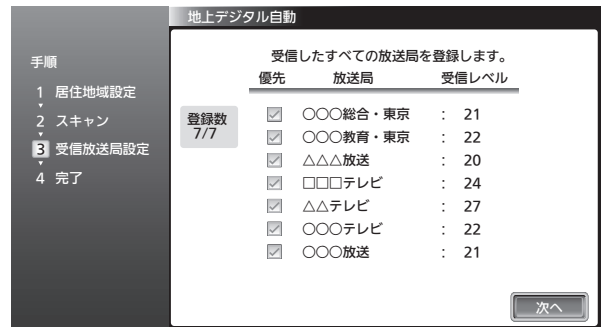 地上デジタル自動
手順
1 居住地域設定
2 スキャン
3 受信放送局設定
4 完了
受信したすべての放送局を登録します。
優先 放送局 受信レベル
登録数
7/7
○○○総合・東京 : 21
○○○教育・東京 : 22
△△△放送 : 20
□□□テレビ : 24
△△テレビ : 27
○○○テレビ : 22
○○○放送 : 21
次へ